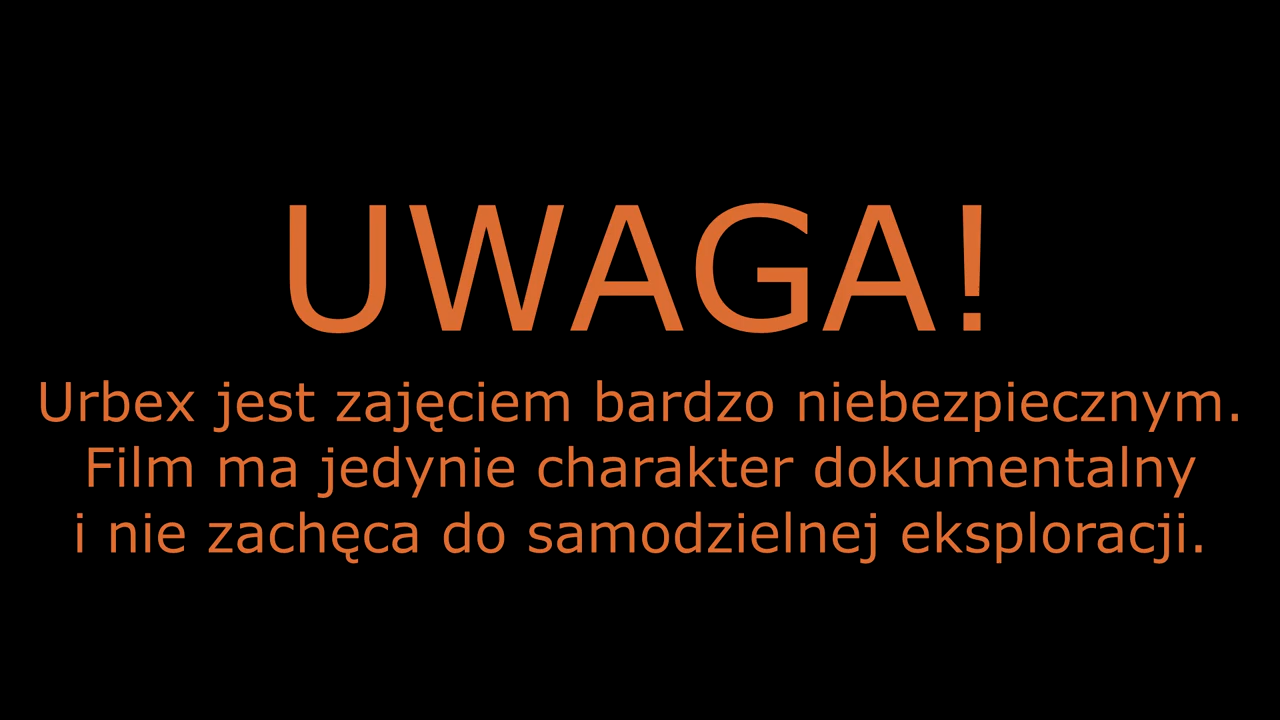 UWAGA!
Urbex jest zajęciem bardzo niebezpiecznym.
Film ma jedynie charakter dokumentalny
i nie zachęca do samodzielnej eksploracji.